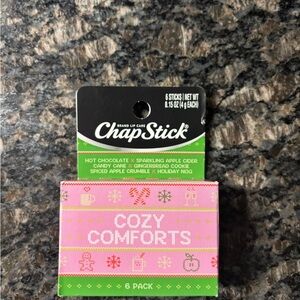 6 STICKS | NET WT
0.15 OZ (4 g EACH)
BRAND LIP CARE
ChapStick
HOT CHOCOLATE × SPARKLING APPLE CIDER
CANDY CANE × GINGERBREAD COOKIE
SPICED APPLE CRUMBLE × HOLIDAY NOG
COZY
COMFORTS
6 PACK